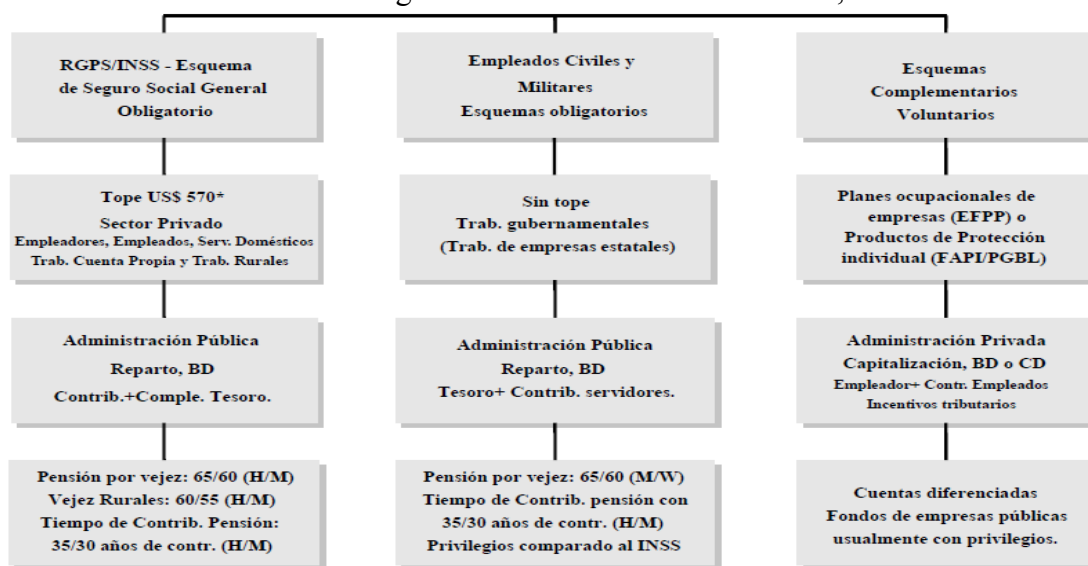 RGPS/INSS - Esquema
de Seguro Social General
Obligatorio
Tope US$ 570*
Sector Privado
Empleadores, Empleados, Serv. Domésticos
Trab. Cuenta Propia y Trab. Rurales
Administración Pública
Reparto, BD
Contrib.+Comple. Tesoro.
Pensión por vejez: 65/60 (H/M)
Vejez Rurales: 60/55 (H/M)
Tiempo de Contrib. Pensión:
35/30 años de contr. (H/M)
Empleados Civiles y
Militares
Esquemas obligatorios
Sin tope
Trab. gubernamentales
(Trab. de empresas estatales)
Administración Pública
Reparto, BD
Tesoro+ Contrib. servidores.
Pensión por vejez: 65/60 (M/W)
Tiempo de Contrib. pensión con
35/30 años de contr. (H/M)
Privilegios comparado al INSS
Esquemas
Complementarios
Voluntarios
Planes ocupacionales de
empresas (EFPP) o
Productos de Protección
individual (FAPI/PGBL)
Administración Privada
Capitalización, BD o CD
Empleador+ Contr. Empleados
Incentivos tributarios
Cuentas diferenciadas
Fondos de empresas públicas
usualmente con privilegios.